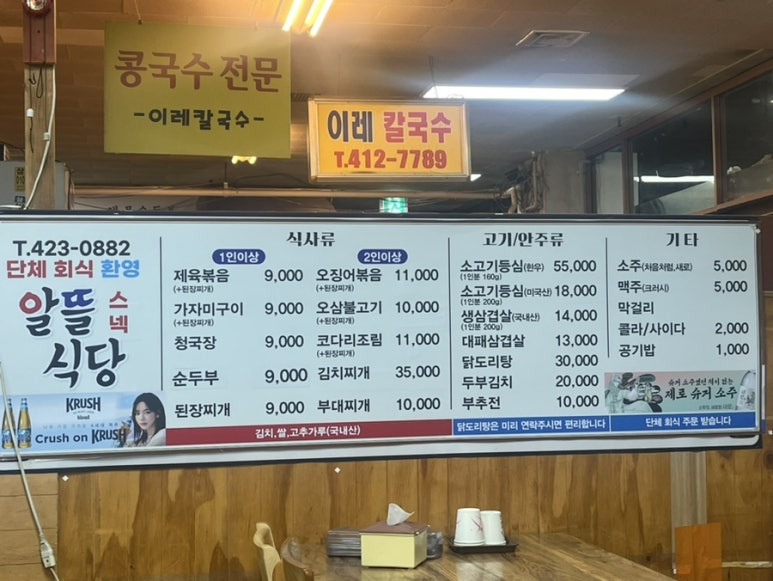 콩국수 전문
-이레칼국수-
이레 칼국수
T.412-7789
T.423-0882
단체 회식 환영
알뜰 스넥
식당
KRUSH
Crush on KRUSH
식사류
1인이상
제육볶음 9,000
(+된장찌개)
가자미구이 9,000
(+된장찌개)
청국장 9,000
순두부 9,000
된장찌개 9,000
2인이상
오징어볶음 11,000
(+된장찌개)
오삼불고기 10,000
(+된장찌개)
코다리조림 11,000
(+된장찌개)
김치찌개 35,000
부대찌개 10,000
김치,쌀,고추가루(국내산)
고기/안주류
소고기등심(한우) 55,000
(1인분 160g)
소고기등심(미국산) 18,000
(1인분 200g)
생삼겹살(국내산) 14,000
(1인분 200g)
대패삼겹살 13,000
닭도리탕 30,000
두부김치 20,000
부추전 10,000
닭도리탕은 미리 연락주시면 편리합니다
기타
소주(처음처럼,새로) 5,000
맥주(크러시) 5,000
막걸리
콜라/사이다 2,000
공기밥 1,000
제로 슈거 소주
단체 회식 주문 받습니다